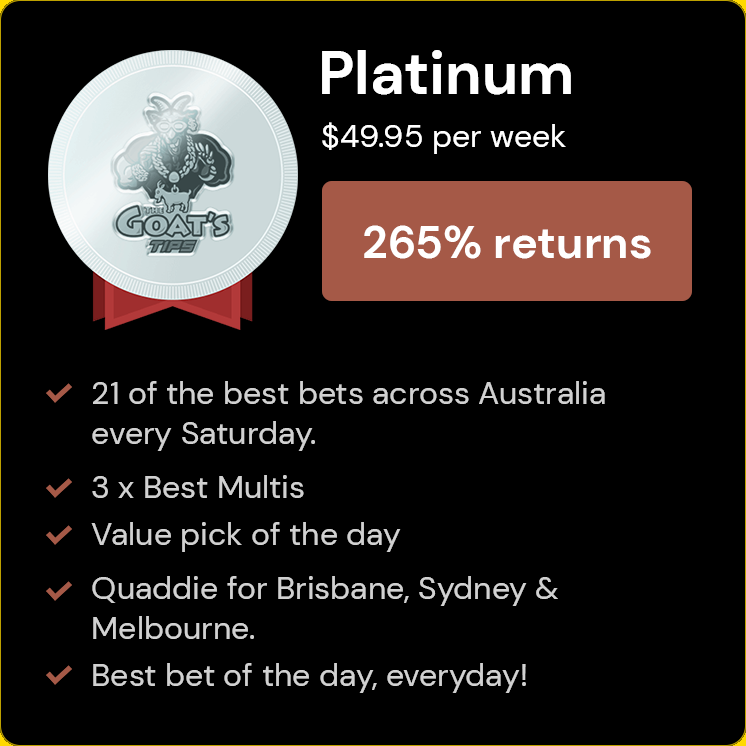 Platinum
$49.95 per week
265% returns
THE
GOAT'S
TIPS
21 of the best bets across Australia
every Saturday.
3 x Best Multis
Value pick of the day
Quaddie for Brisbane, Sydney &
Melbourne.
Best bet of the day, everyday!